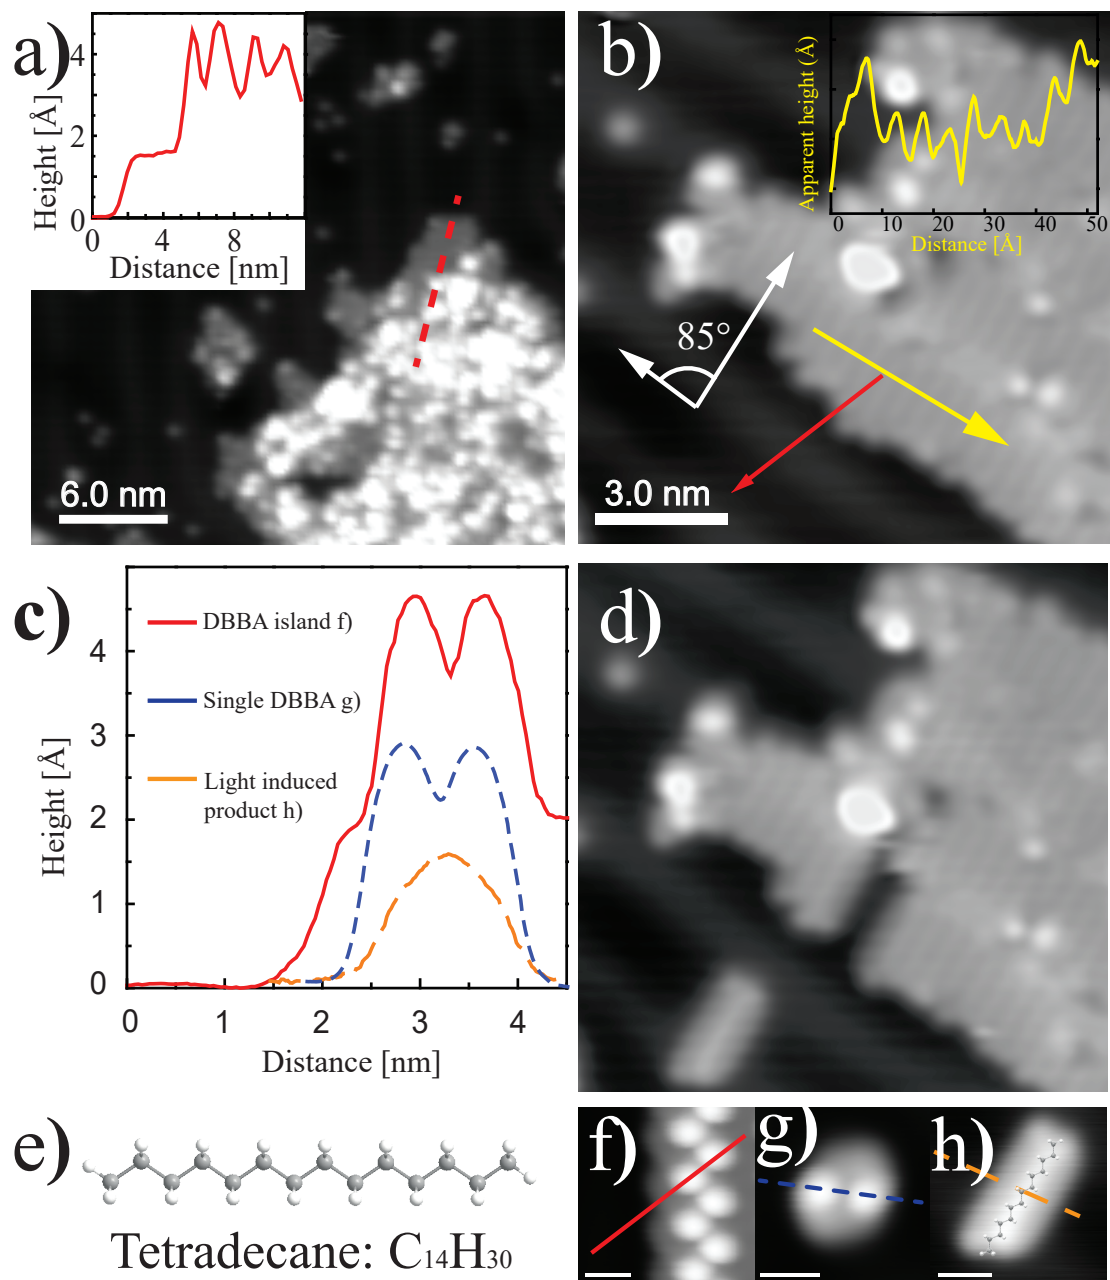 a)
Height [Å]
4
2
0
0 4 8
Distance [nm]
6.0 nm
b)
Apparent height (Å)
0 10 20 30 40 50
Distance [Å]
85°
3.0 nm
c)
DBBA island f)
Single DBBA g)
Light induced
product h)
Height [Å]
4
3
2
1
0
0 1 2 3 4
Distance [nm]
d)
e)
Tetradecane: C₁₄H₃₀
f)
g)
h)